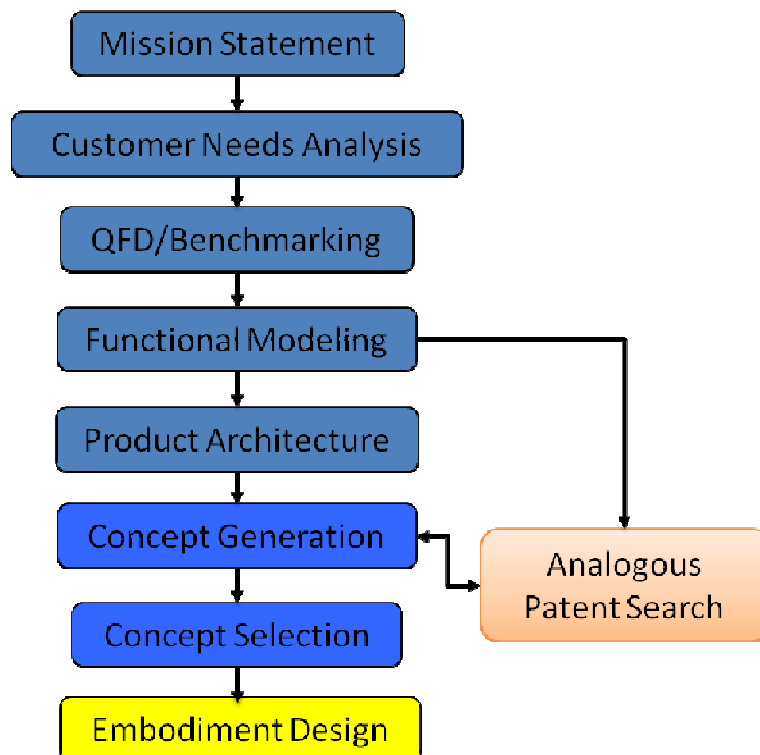 Mission Statement
Customer Needs Analysis
QFD/Benchmarking
Functional Modeling
Product Architecture
Concept Generation
Analogous
Patent Search
Concept Selection
Embodiment Design